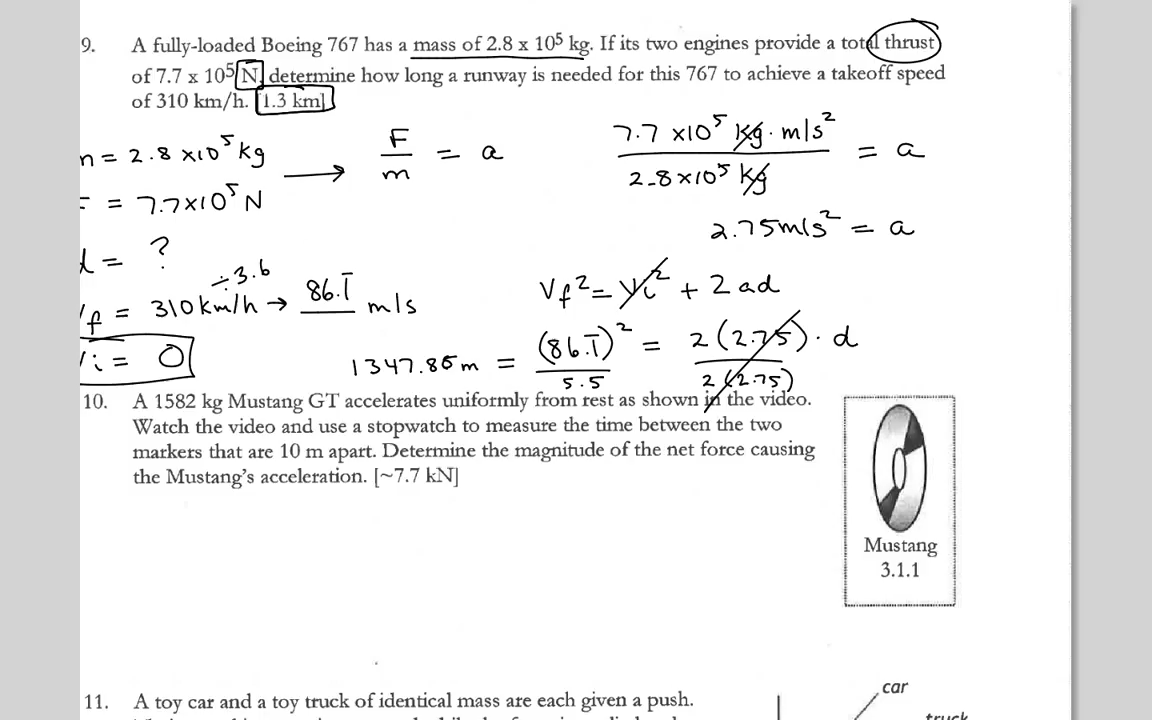 9. A fully-loaded Boeing 767 has a mass of 2.8 x 10⁵ kg. If its two engines provide a total thrust
of 7.7 x 10⁵ N, determine how long a runway is needed for this 767 to achieve a takeoff speed
of 310 km/h. [1.3 km]
m = 2.8 x10⁵ kg → F/m = a
7.7 x10⁵ kg · m/s² / 2.8 x10⁵ kg = a
= 7.7x10⁵ N
2.75 m/s² = a
d = ?
÷3.6
Vf = 310 km/h → 86.1̅ m/s
Vf² = Vi² + 2ad
Vi = 0
1347.85m = (86.1̅)² / 5.5 = 2(2.75) · d / 2(2.75)
10. A 1582 kg Mustang GT accelerates uniformly from rest as shown in the video.
Watch the video and use a stopwatch to measure the time between the two
markers that are 10 m apart. Determine the magnitude of the net force causing
the Mustang's acceleration. [~7.7 kN]
Mustang
3.1.1
11. A toy car and a toy truck of identical mass are each given a push.
car
truck